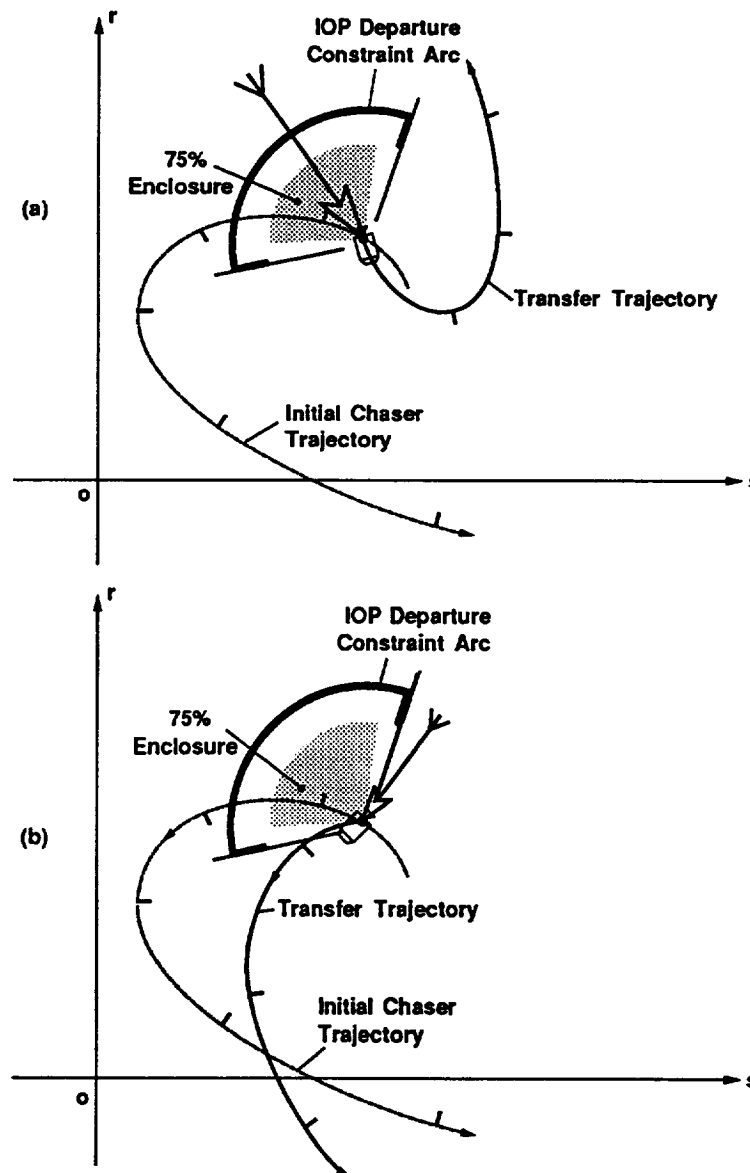 r
IOP Departure
Constraint Arc
75%
Enclosure
(a)
Transfer Trajectory
Initial Chaser
Trajectory
o
s
r
IOP Departure
Constraint Arc
75%
Enclosure
(b)
Transfer Trajectory
Initial Chaser
Trajectory
o
s